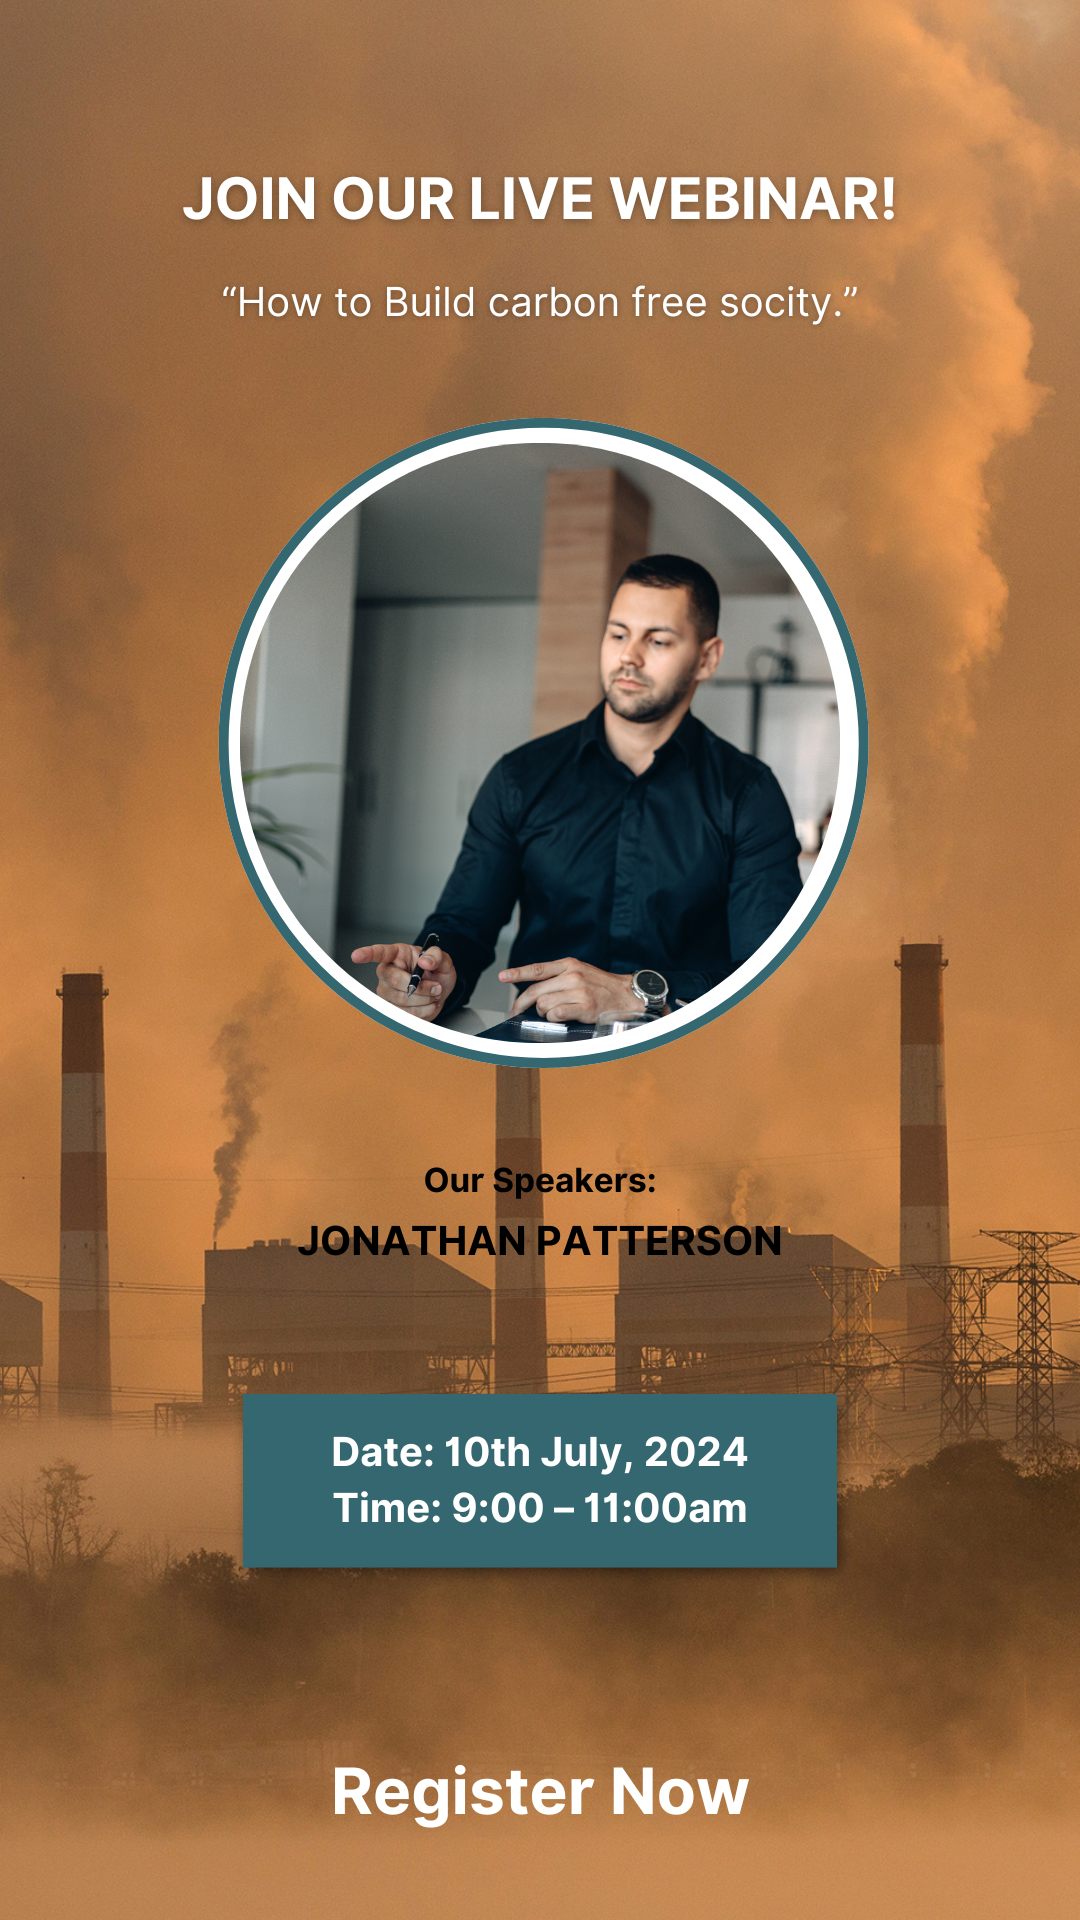 JOIN OUR LIVE WEBINAR!
“How to Build carbon free socity.”
Our Speakers:
JONATHAN PATTERSON
Date: 10th July, 2024
Time: 9:00 – 11:00am
Register Now